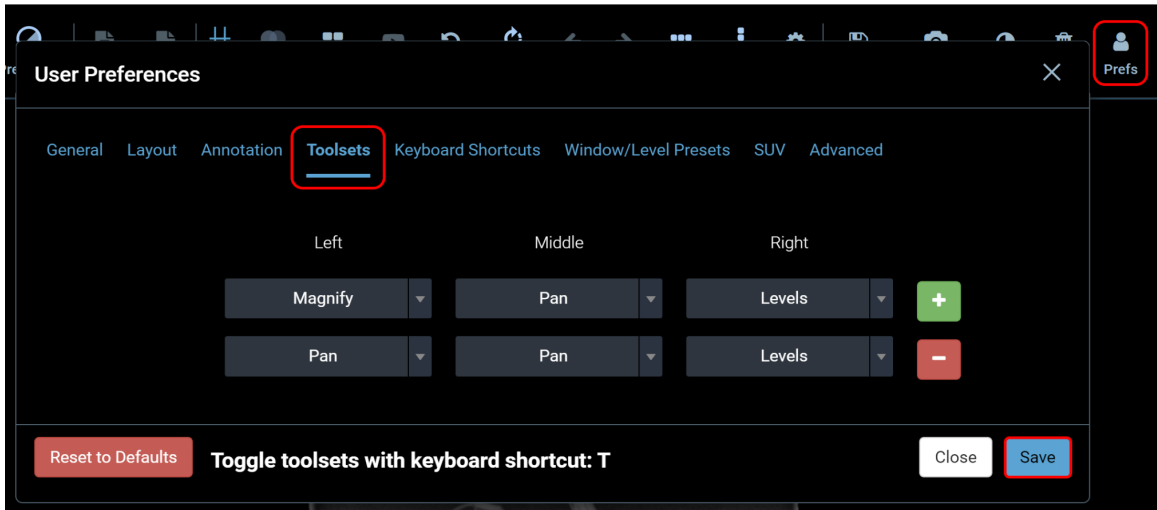 Prefs
User Preferences
General Layout Annotation Toolsets Keyboard Shortcuts Window/Level Presets SUV Advanced
Left Middle Right
Magnify Pan Levels
Pan Pan Levels
Reset to Defaults Toggle toolsets with keyboard shortcut: T Close Save